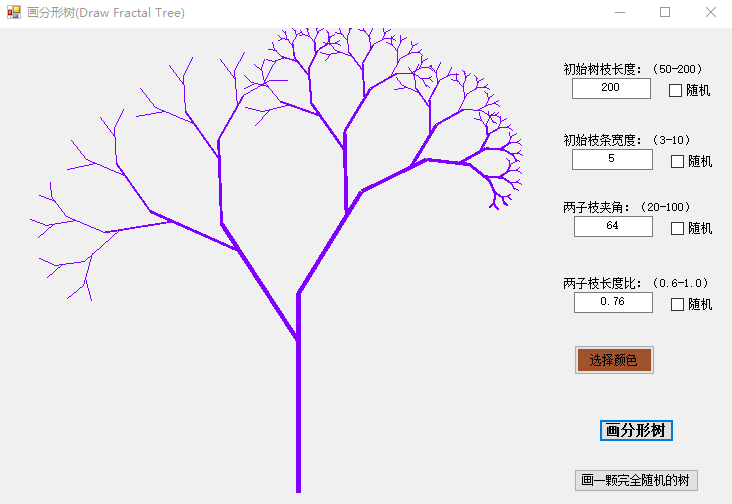 画分形树(Draw Fractal Tree)
初始树枝长度：（50-200）
200
随机
初始枝条宽度：（3-10）
5
随机
两子枝夹角：（20-100）
64
随机
两子枝长度比：（0.6-1.0）
0.76
随机
选择颜色
画分形树
画一颗完全随机的树